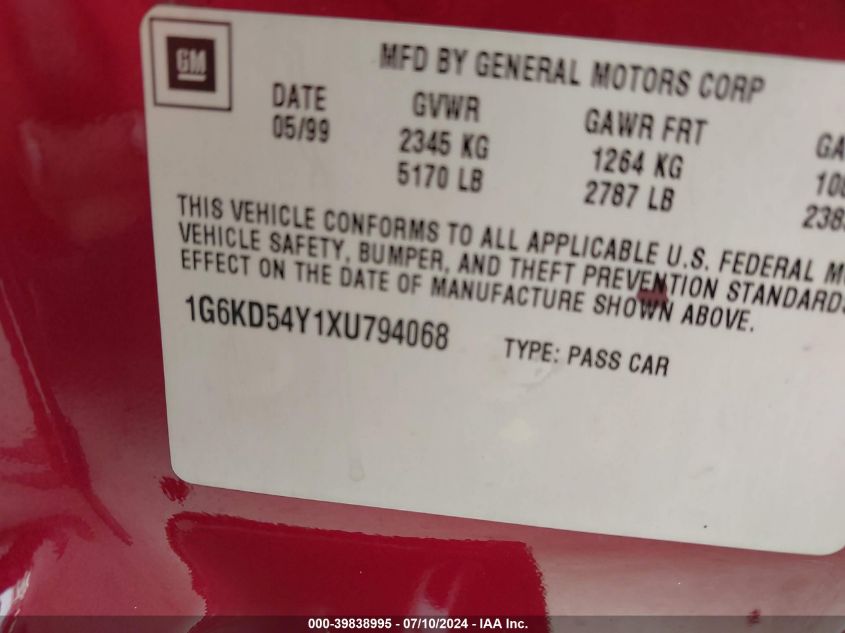 GM
MFD BY GENERAL MOTORS CORP
DATE GVWR GAWR FRT GA
05/99 2345 KG 1264 KG
5170 LB 2787 LB
THIS VEHICLE CONFORMS TO ALL APPLICABLE U.S. FEDERAL
VEHICLE SAFETY, BUMPER, AND THEFT PREVENTION STANDARDS
EFFECT ON THE DATE OF MANUFACTURE SHOWN ABOVE.
1G6KD54Y1XU794068 TYPE: PASS CAR
000-39838995 - 07/10/2024 - IAA Inc.